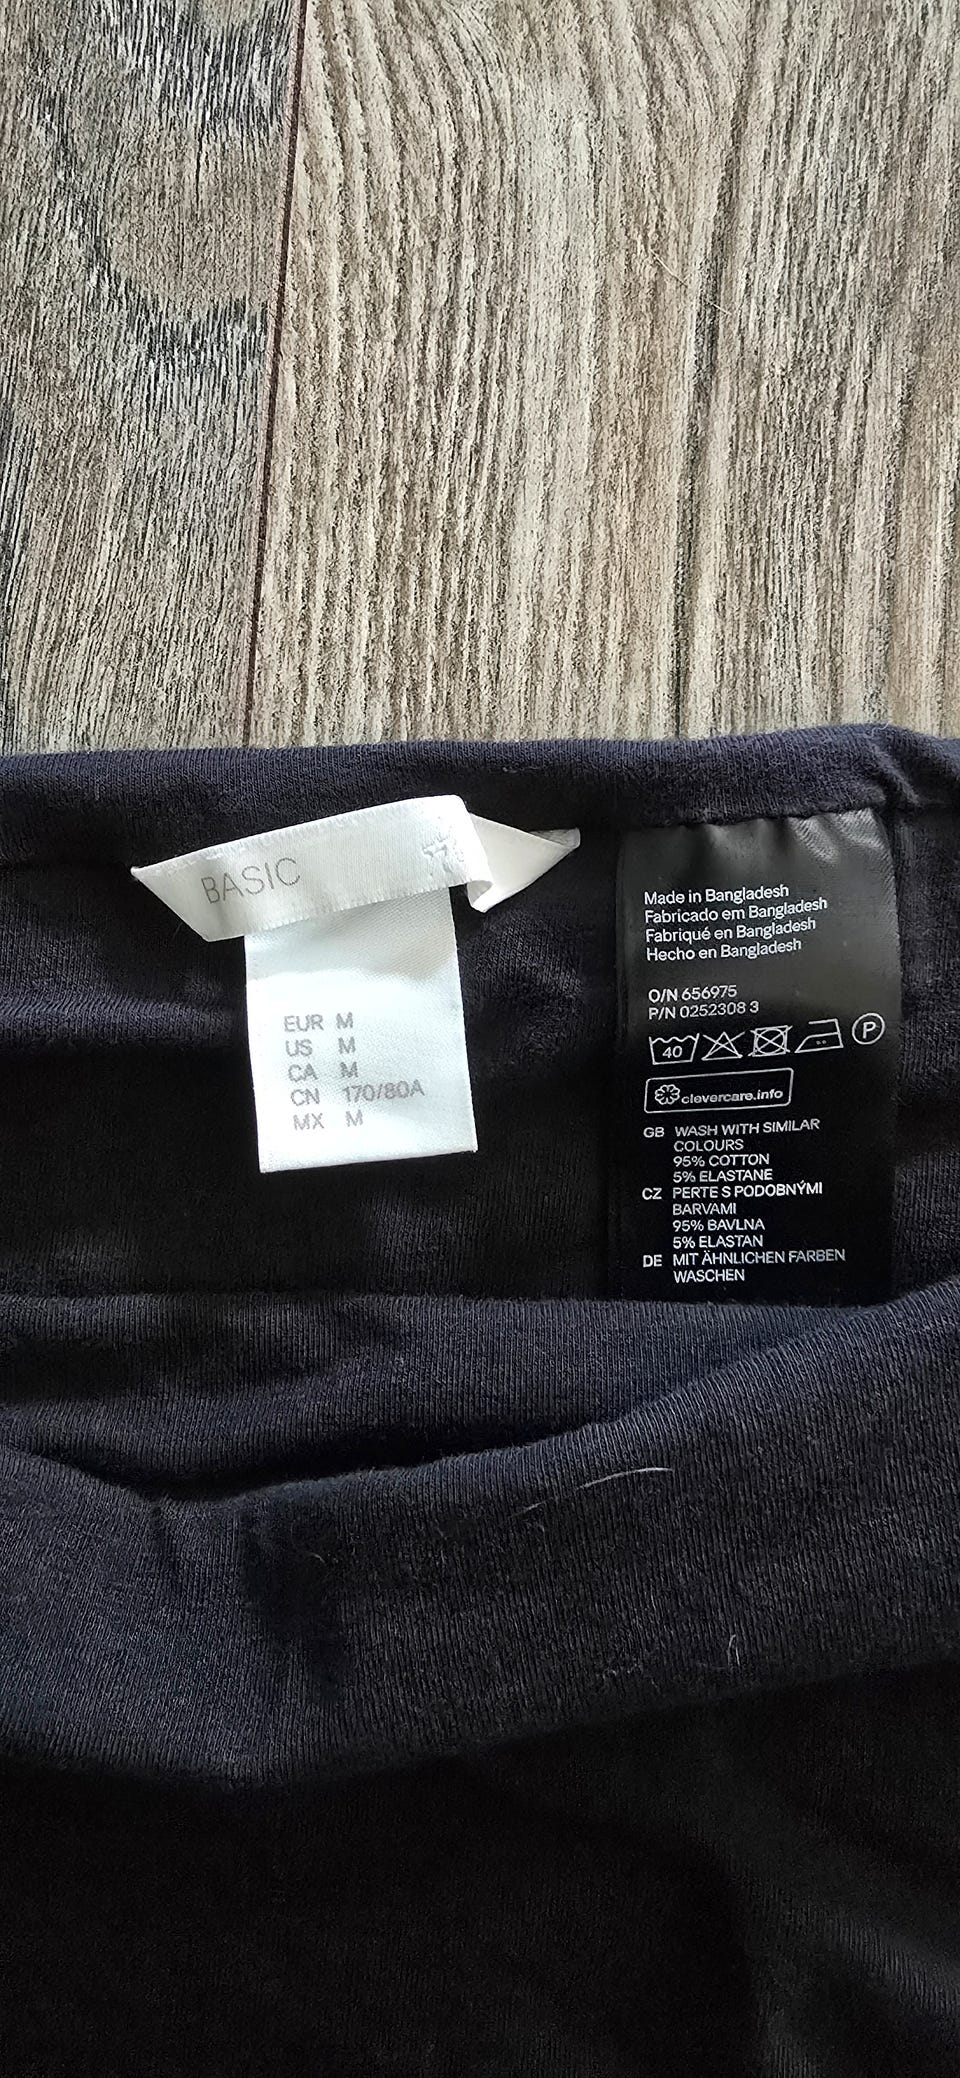 BASIC
EUR M
US M
CA M
CN 170/80A
MX M
Made in Bangladesh
Fabricado em Bangladesh
Fabriqué en Bangladesh
Hecho en Bangladesh
O/N 656975
P/N 0252308 3
40 P
clevercare.info
GB WASH WITH SIMILAR
COLOURS
95% COTTON
5% ELASTANE
CZ PERTE S PODOBNÝMI
BARVAMI
95% BAVLNA
5% ELASTAN
DE MIT ÄHNLICHEN FARBEN
WASCHEN